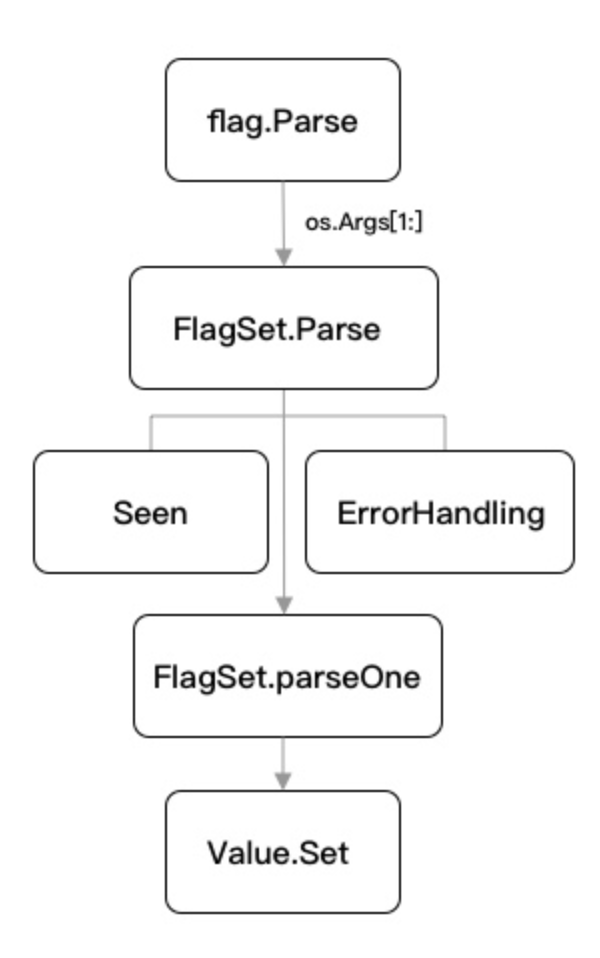 flag.Parse
os.Args[1:]
FlagSet.Parse
Seen
ErrorHandling
FlagSet.parseOne
Value.Set